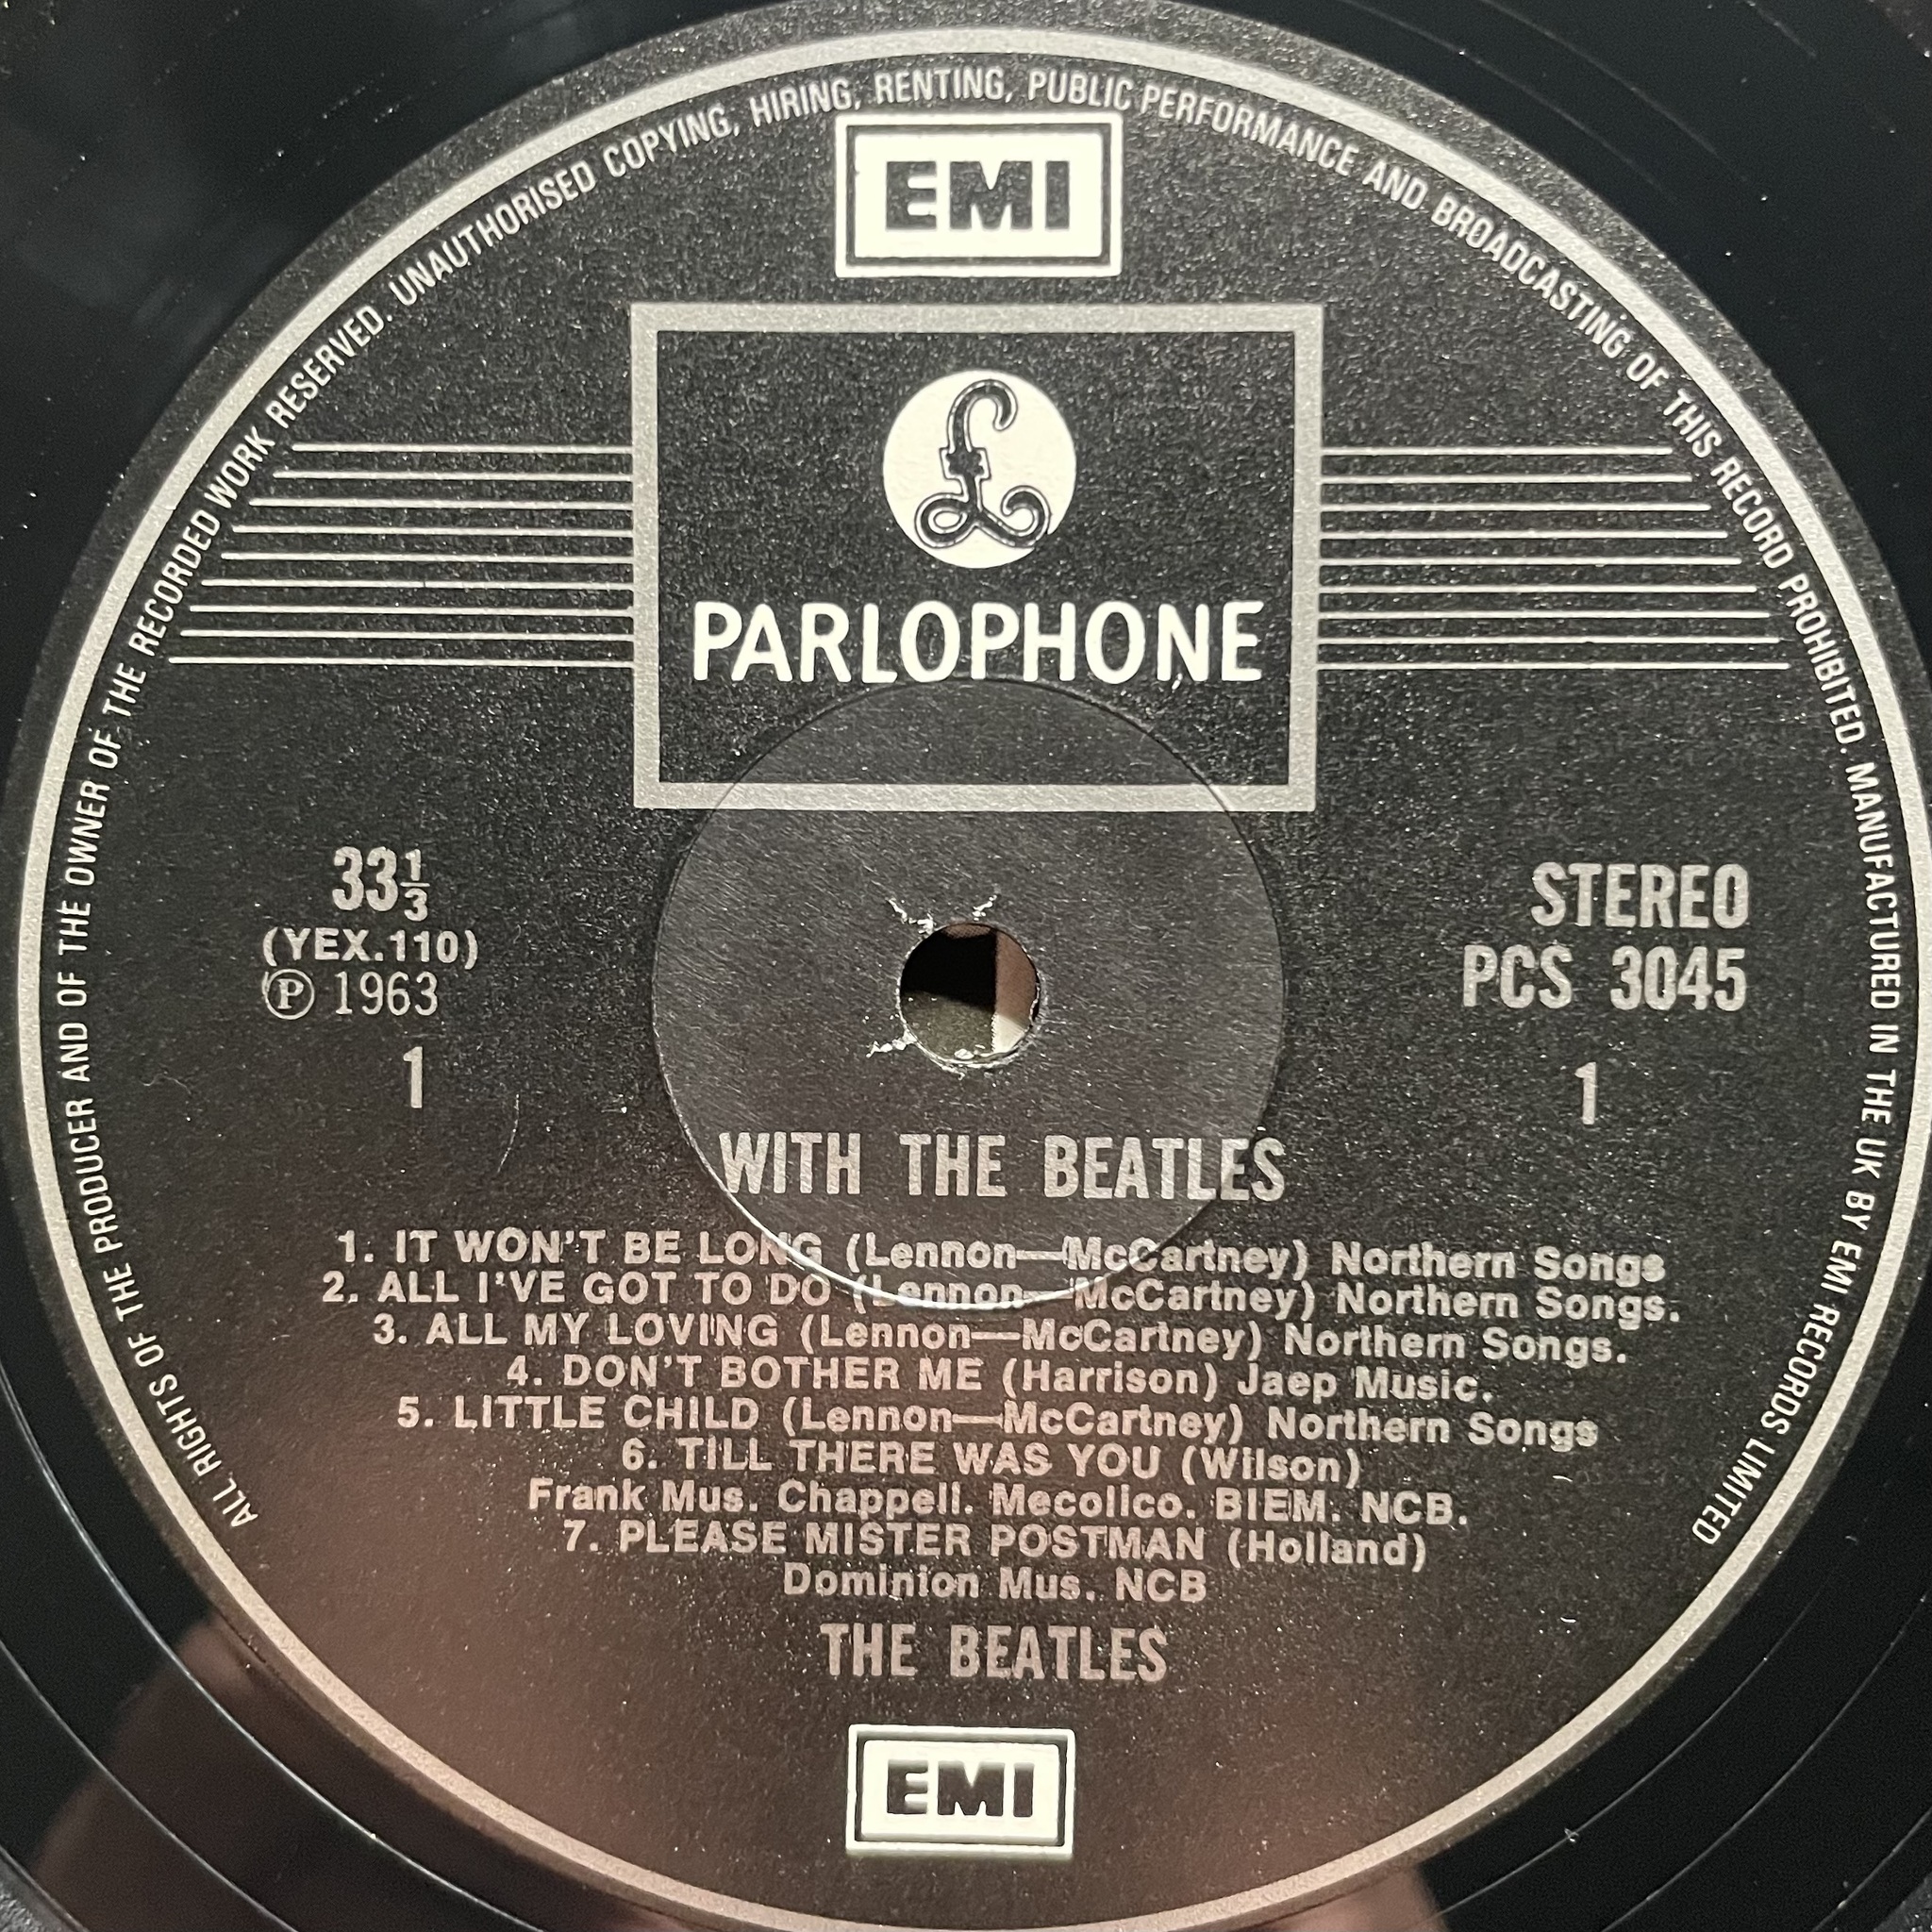 ALL RIGHTS OF THE PRODUCER AND OF THE OWNER OF THE RECORDED WORK RESERVED. UNAUTHORISED COPYING, HIRING, RENTING, PUBLIC PERFORMANCE AND BROADCASTING OF THIS RECORD PROHIBITED. MANUFACTURED IN THE UK BY EMI RECORDS LIMITED
EMI
£
PARLOPHONE
33⅓
(YEX.110)
Ⓟ 1963
1
STEREO
PCS 3045
1
WITH THE BEATLES
1. IT WON'T BE LONG (Lennon—McCartney) Northern Songs
2. ALL I'VE GOT TO DO (Lennon—McCartney) Northern Songs.
3. ALL MY LOVING (Lennon—McCartney) Northern Songs.
4. DON'T BOTHER ME (Harrison) Jaep Music.
5. LITTLE CHILD (Lennon—McCartney) Northern Songs
6. TILL THERE WAS YOU (Wilson)
Frank Mus. Chappell. Mecolico. BIEM. NCB.
7. PLEASE MISTER POSTMAN (Holland)
Dominion Mus. NCB
THE BEATLES
EMI